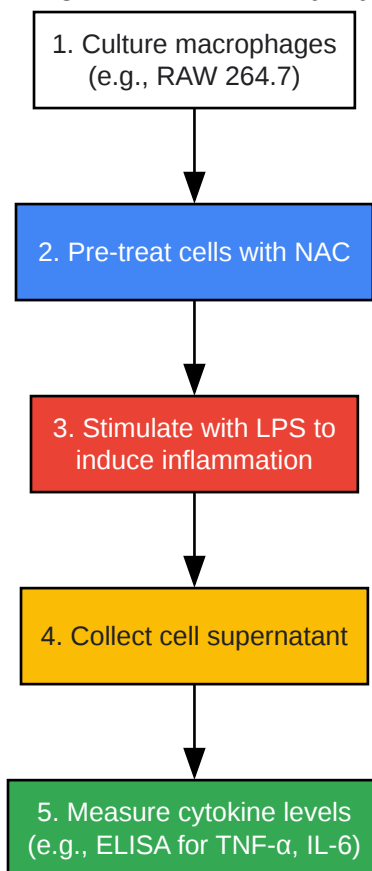 1. Culture macrophages
(e.g., RAW 264.7)
2. Pre-treat cells with NAC
3. Stimulate with LPS to
induce inflammation
4. Collect cell supernatant
5. Measure cytokine levels
(e.g., ELISA for TNF-α, IL-6)